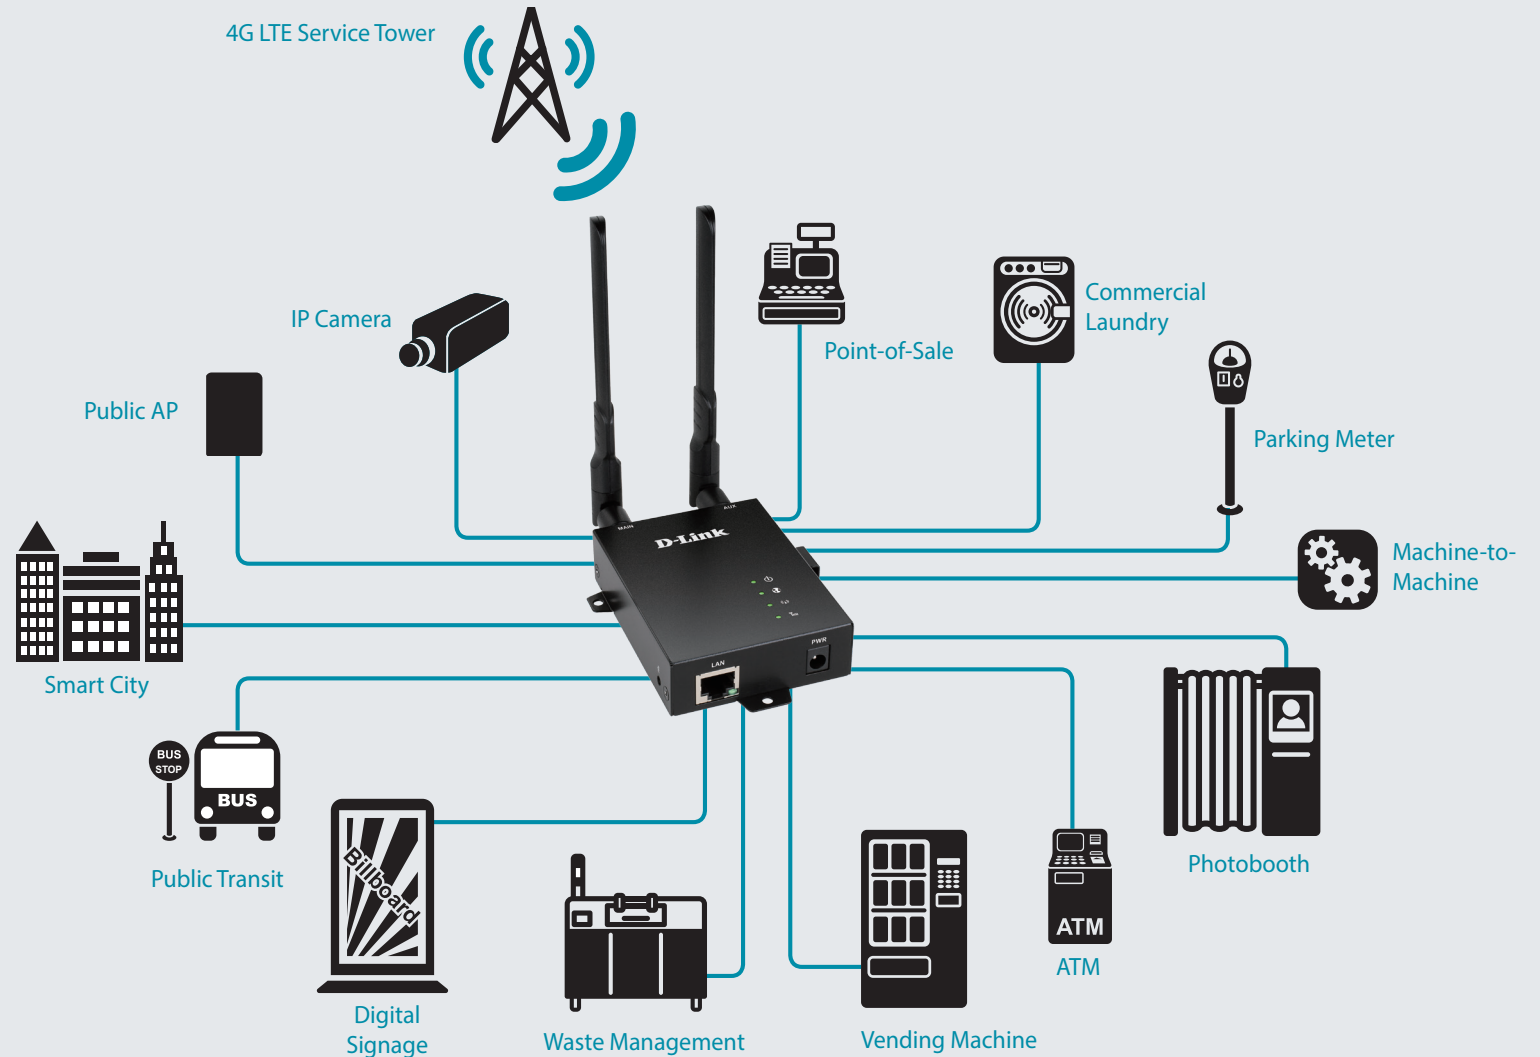 4G LTE Service Tower
IP Camera
Point-of-Sale
Commercial
Laundry
Public AP
Parking Meter
MAIN
AUX
D-Link
Machine-to-
Machine
PWR
LAN
Smart City
BUS
STOP
BUS
Public Transit
Billboard
Digital
Signage
Waste Management
Vending Machine
ATM
ATM
Photobooth